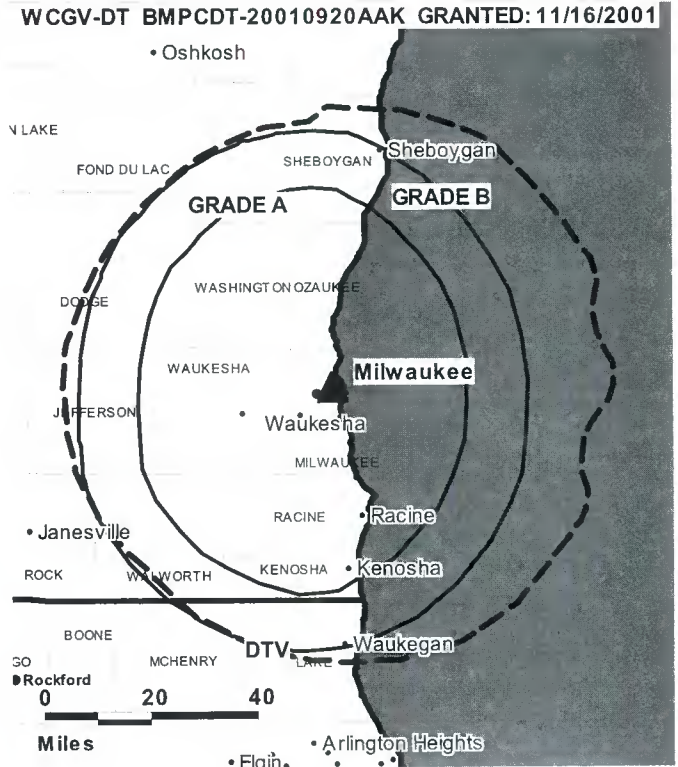 WCGV-DT BMPCDT-20010920AAK GRANTED: 11/16/2001
Oshkosh
N LAKE
Sheboygan
SHEBOYGAN
FOND DU LAC
GRADE A
GRADE B
WASHINGTON OZAUKEE
DODGE
WAUKESHA
Milwaukee
JEFFERSON
Waukesha
MILWAUKEE
RACINE
Racine
Janesville
KENOSHA
Kenosha
ROCK
WALWORTH
BOONE
DTV
Waukegan
GO
MCHENRY
LAKE
Rockford
0 20 40
Miles
Arlington Heights
Elgin